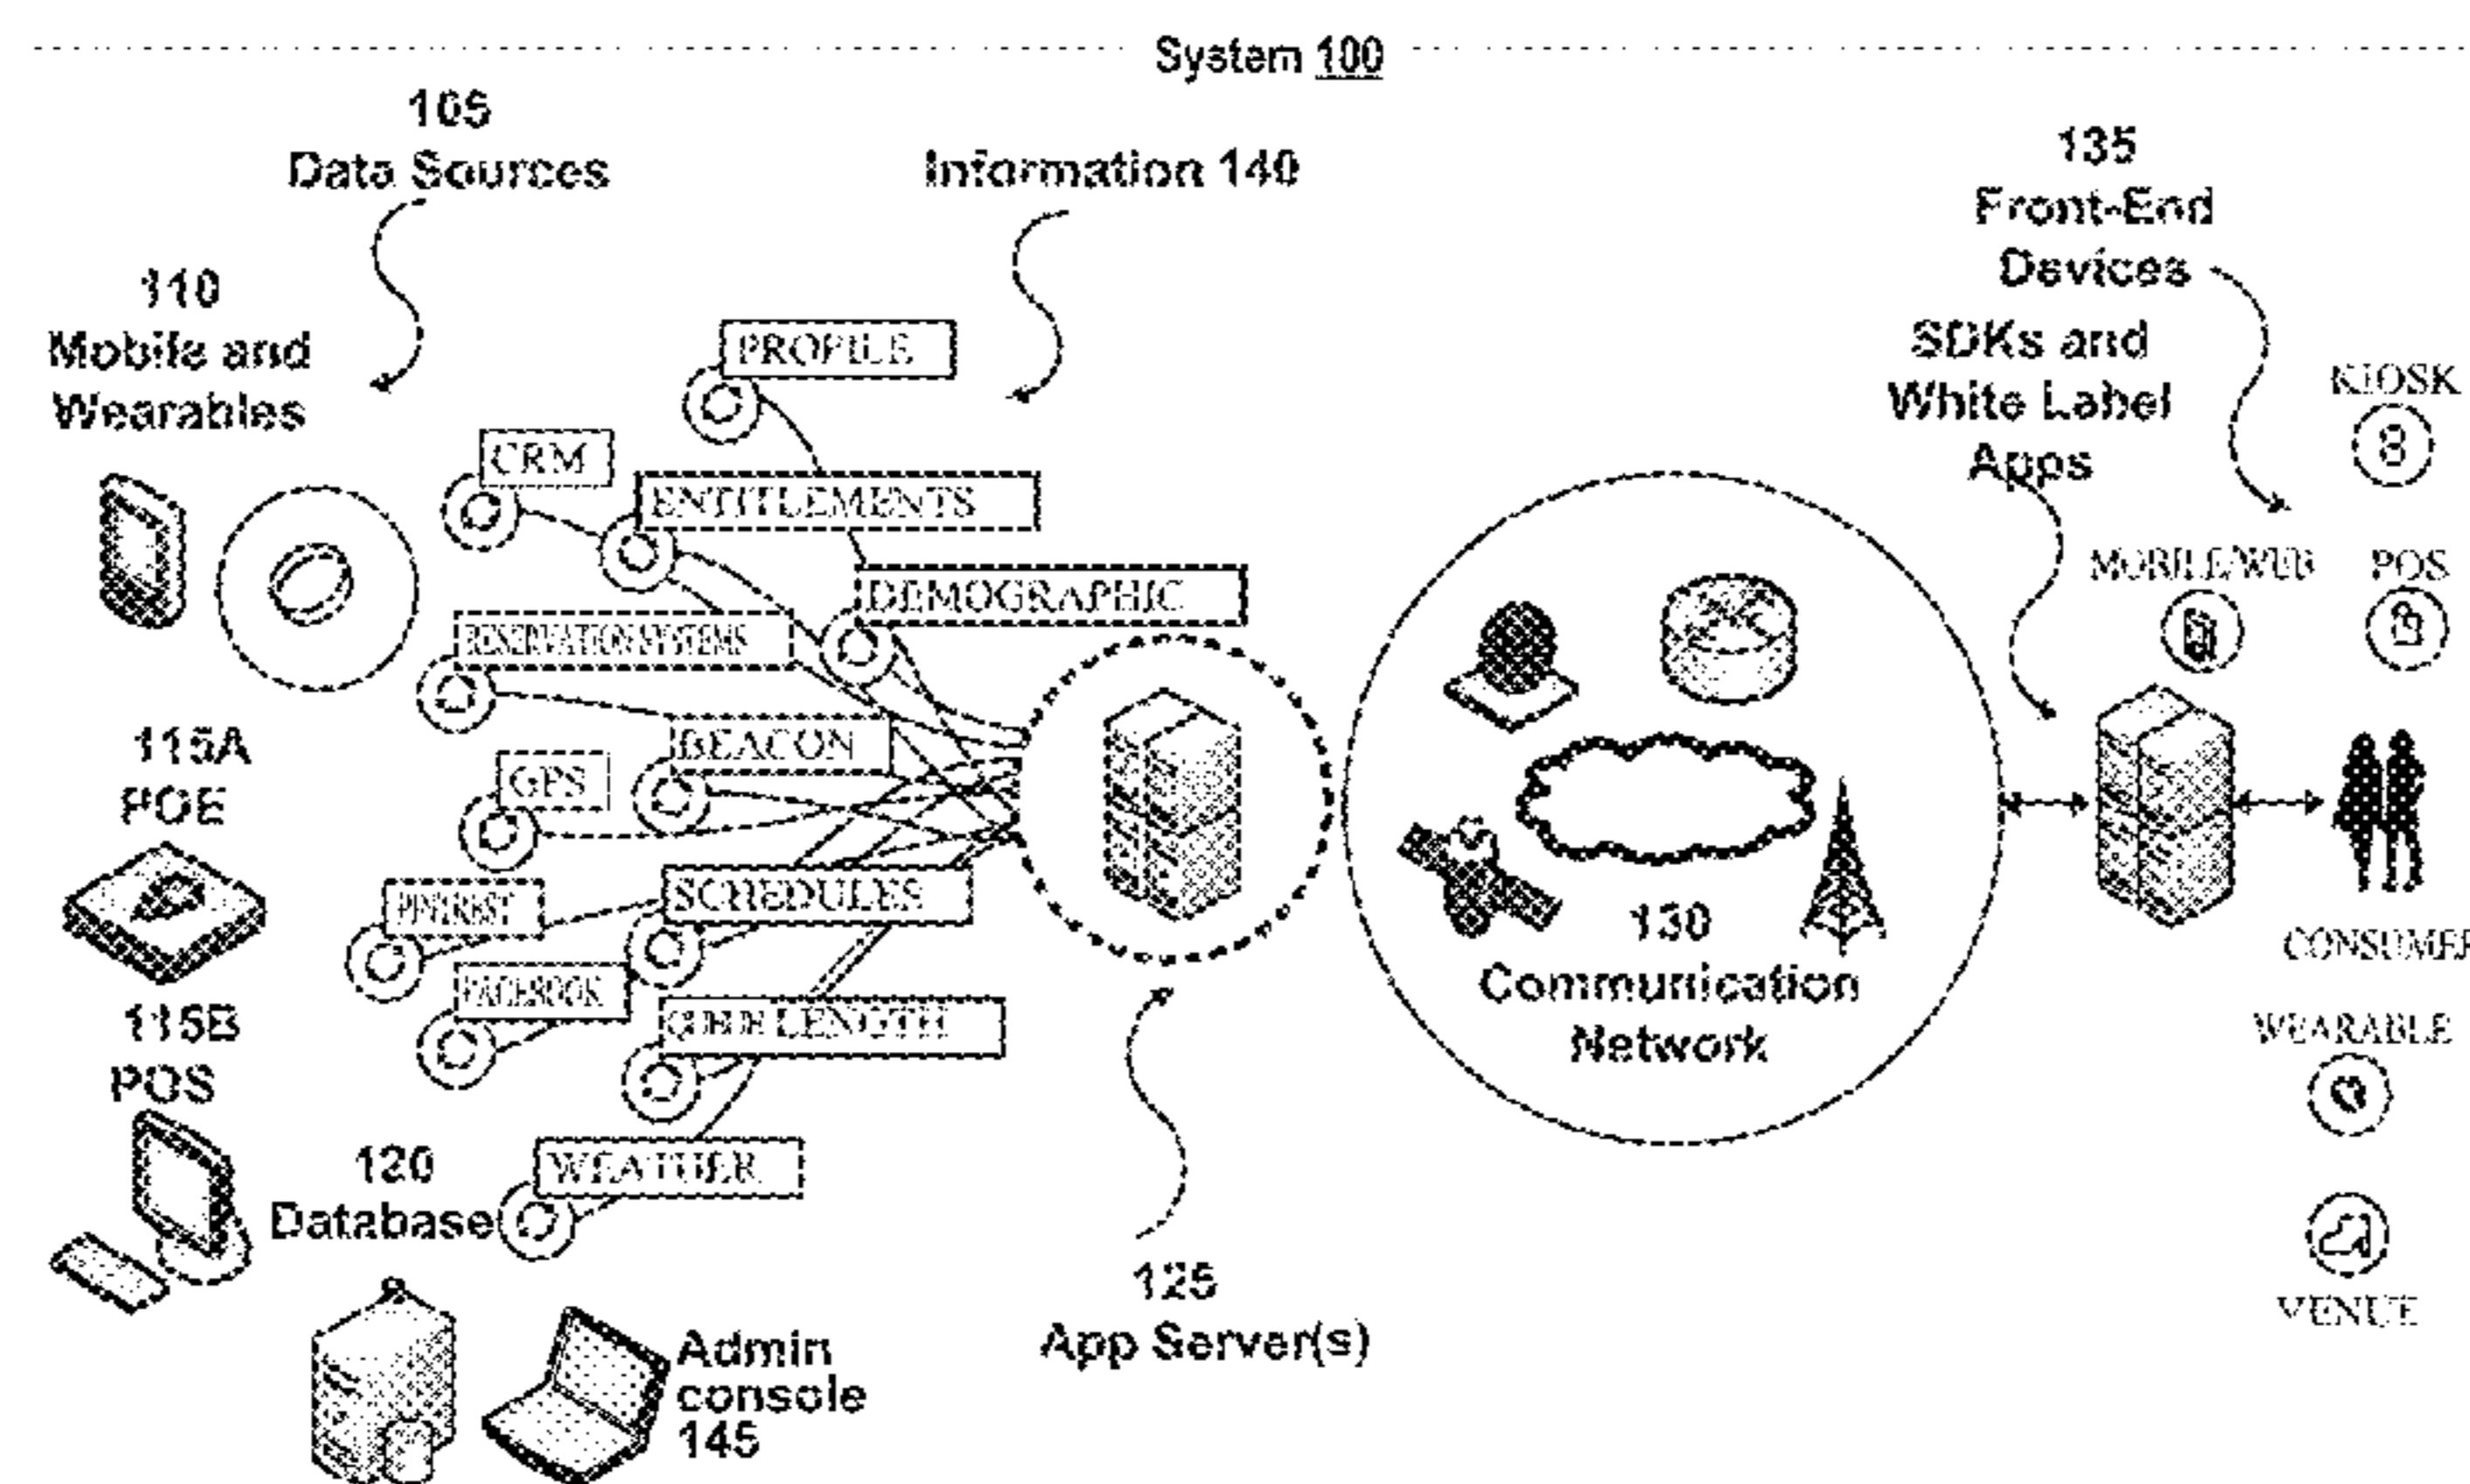 System 100
105
Data Sources
Information 140
135
Front-End
Devices
110
Mobile and
Wearables
SDKs and
White Label
Apps
PROFILE
KIOSK
CRM
ENTITLEMENTS
DEMOGRAPHIC
MOBILE/WEB
POS
RESERVATION SYSTEMS
115A
POE
BEACON
GPS
PINTREST
SCHEDULES
130
Communication
Network
CONSUMER
115B
POS
FACEBOOK
QUEUE LENGTH
WEARABLE
120
Database
WEATHER
125
App Server(s)
VENUE
Admin
console
145